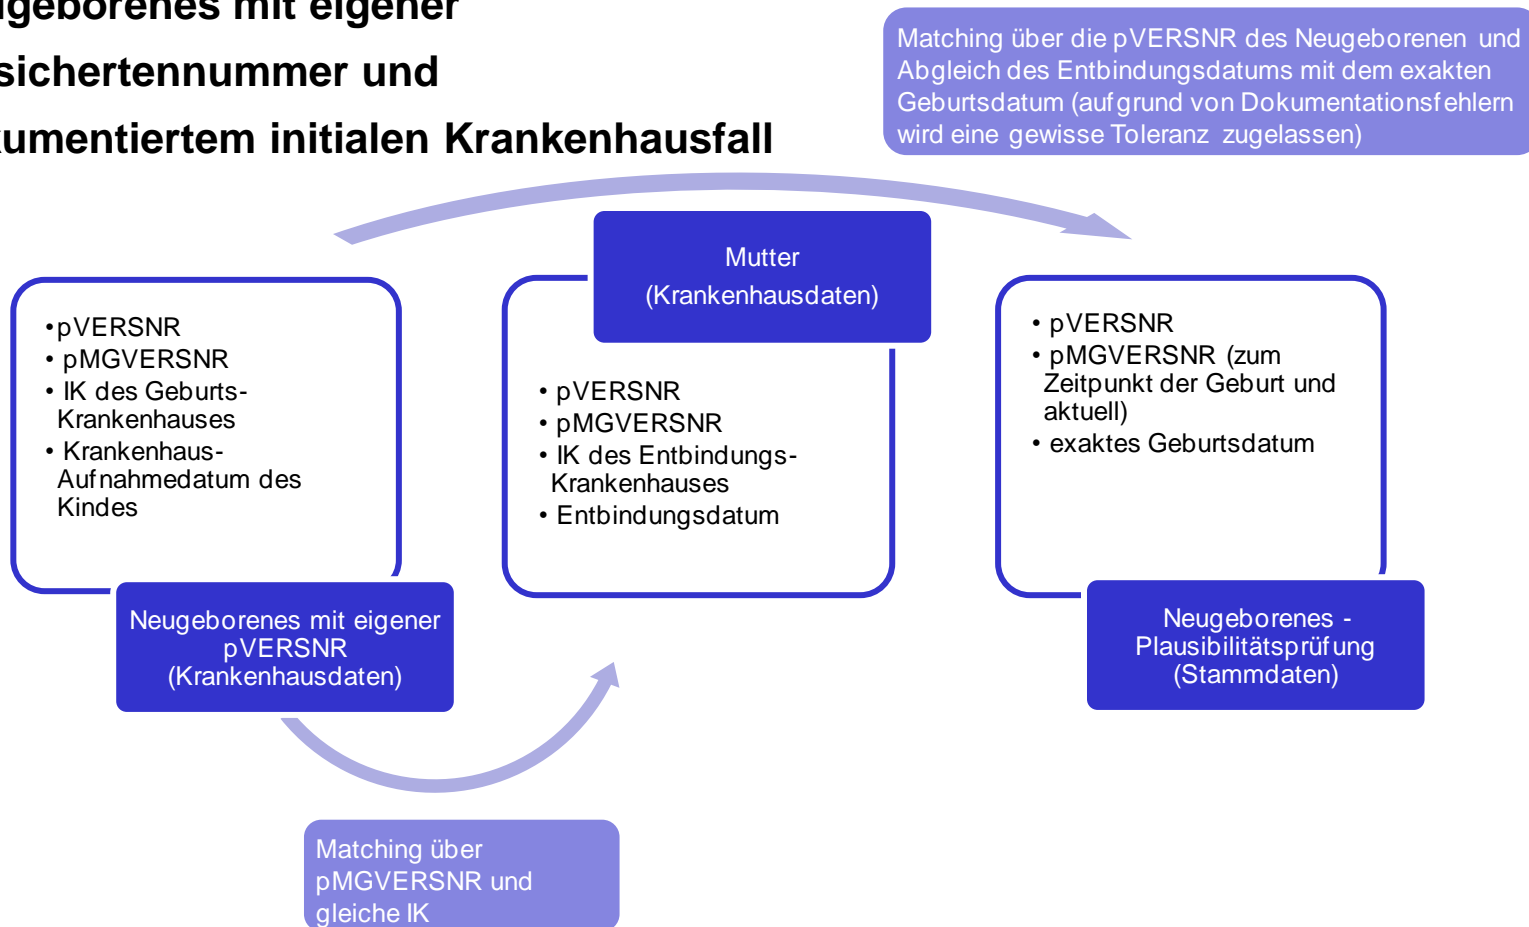 mit eigener
und
initialen Krankenhausfall
Matching über die pVERSNR des Neugeborenen und
Abgleich des Entbindungsdatums mit dem exakten
Geburtsdatum (aufgrund von Dokumentationsfehlern
wird eine gewisse Toleranz zugelassen)
•pVERSNR
• pMGVERSNR
• IK des Geburts-
Krankenhauses
• Krankenhaus-
Aufnahmedatum des
Kindes
Neugeborenes mit eigener
pVERSNR
(Krankenhausdaten)
Mutter
(Krankenhausdaten)
• pVERSNR
• pMGVERSNR
• IK des Entbindungs-
Krankenhauses
• Entbindungsdatum
• pVERSNR
• pMGVERSNR (zum
Zeitpunkt der Geburt und
aktuell)
• exaktes Geburtsdatum
Neugeborenes -
Plausibilitätsprüfung
(Stammdaten)
Matching über
pMGVERSNR und
gleiche IK